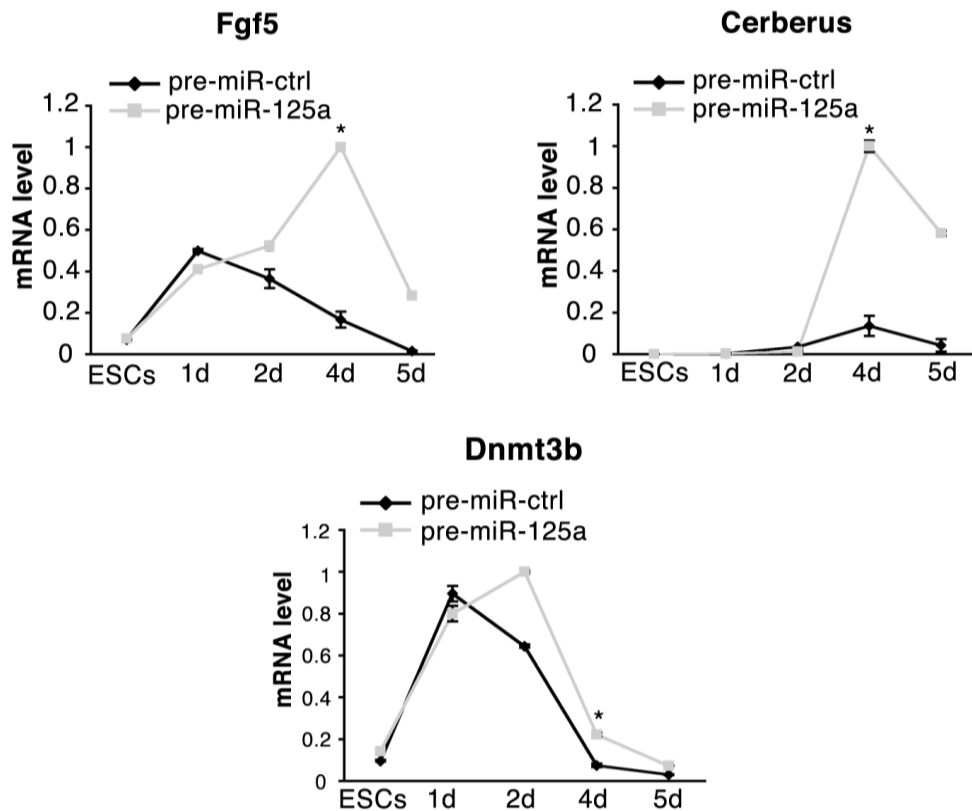 Fgf5
pre-miR-ctrl
pre-miR-125a
mRNA level
1.2
1
0.8
0.6
0.4
0.2
0
*
ESCs 1d 2d 4d 5d
Cerberus
pre-miR-ctrl
pre-miR-125a
mRNA level
1.2
1
0.8
0.6
0.4
0.2
0
*
ESCs 1d 2d 4d 5d
Dnmt3b
pre-miR-ctrl
pre-miR-125a
mRNA level
1.2
1
0.8
0.6
0.4
0.2
0
*
ESCs 1d 2d 4d 5d